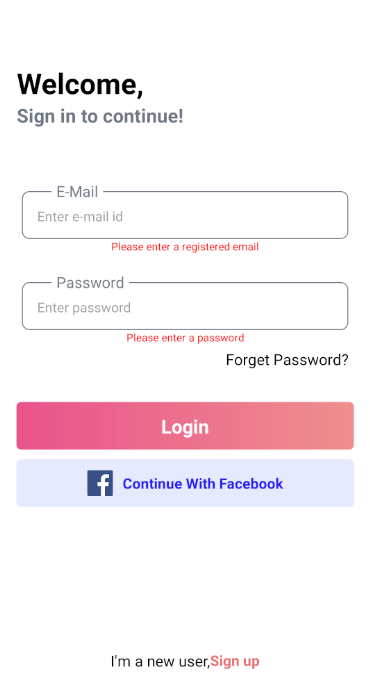 Welcome,
Sign in to continue!
E-Mail
Enter e-mail id
Please enter a registered email
Password
Enter password
Please enter a password
Forget Password?
Login
Continue With Facebook
I'm a new user,Sign up